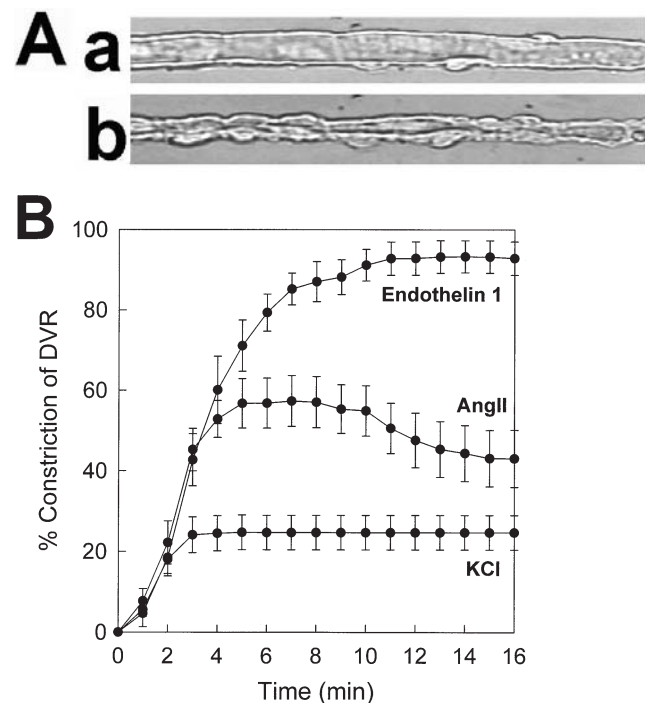 A
a
b
B
100
80
60
40
20
0
% Constriction of DVR
Endothelin 1
AngII
KCl
0 2 4 6 8 10 12 14 16
Time (min)